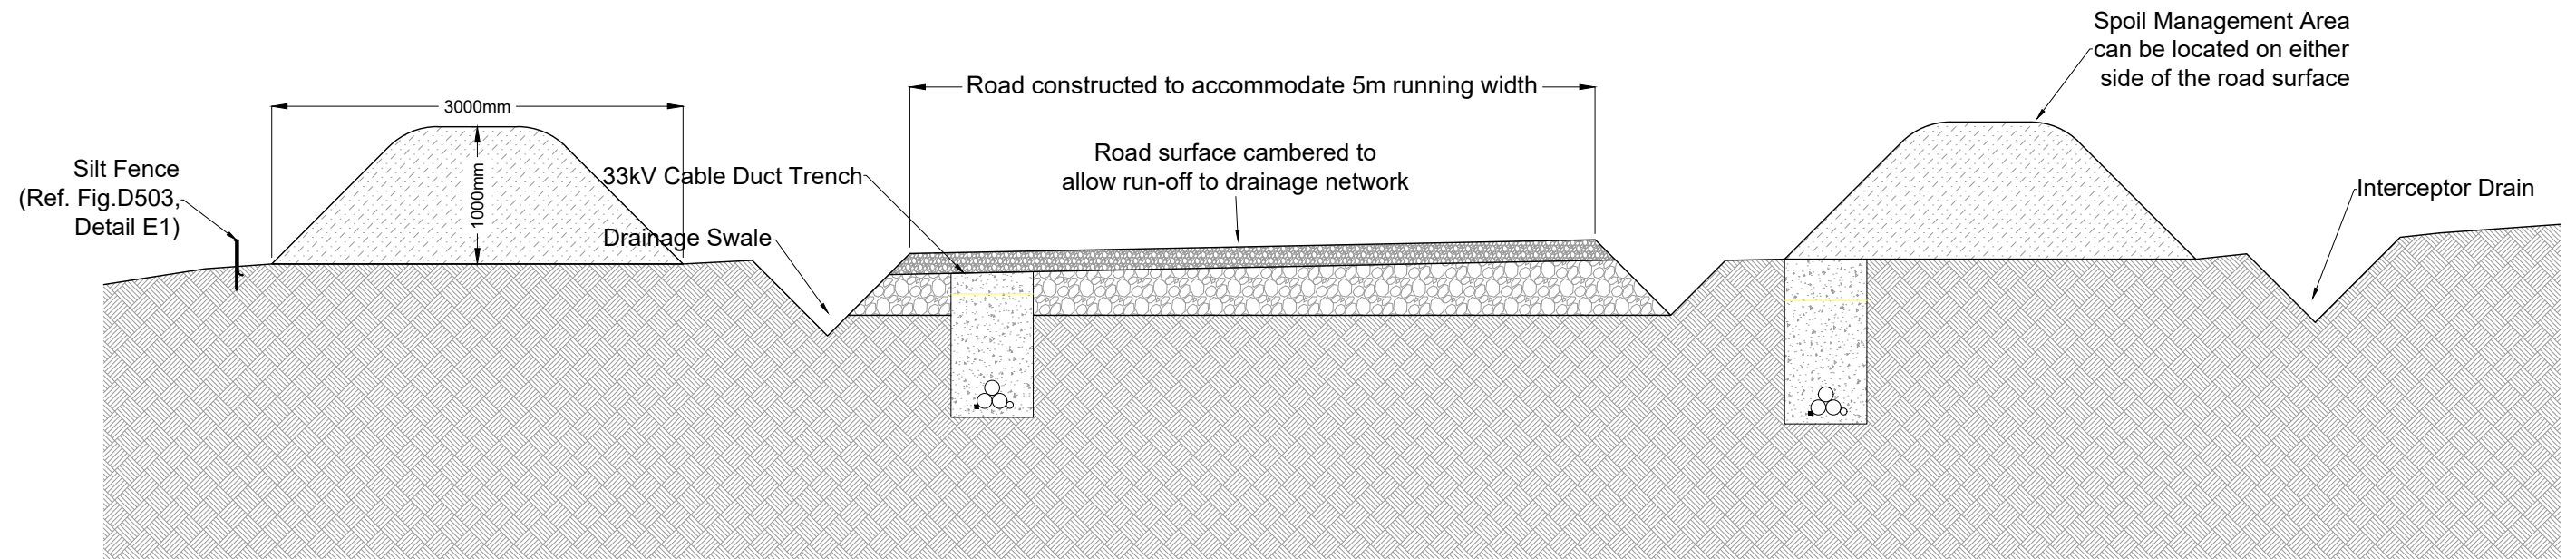 Spoil Management Area
can be located on either
side of the road surface
Road constructed to accommodate 5m running width
3000mm
1000mm
Silt Fence
(Ref. Fig.D503,
Detail E1)
33kV Cable Duct Trench
Road surface cambered to
allow run-off to drainage network
Drainage Swale
Interceptor Drain